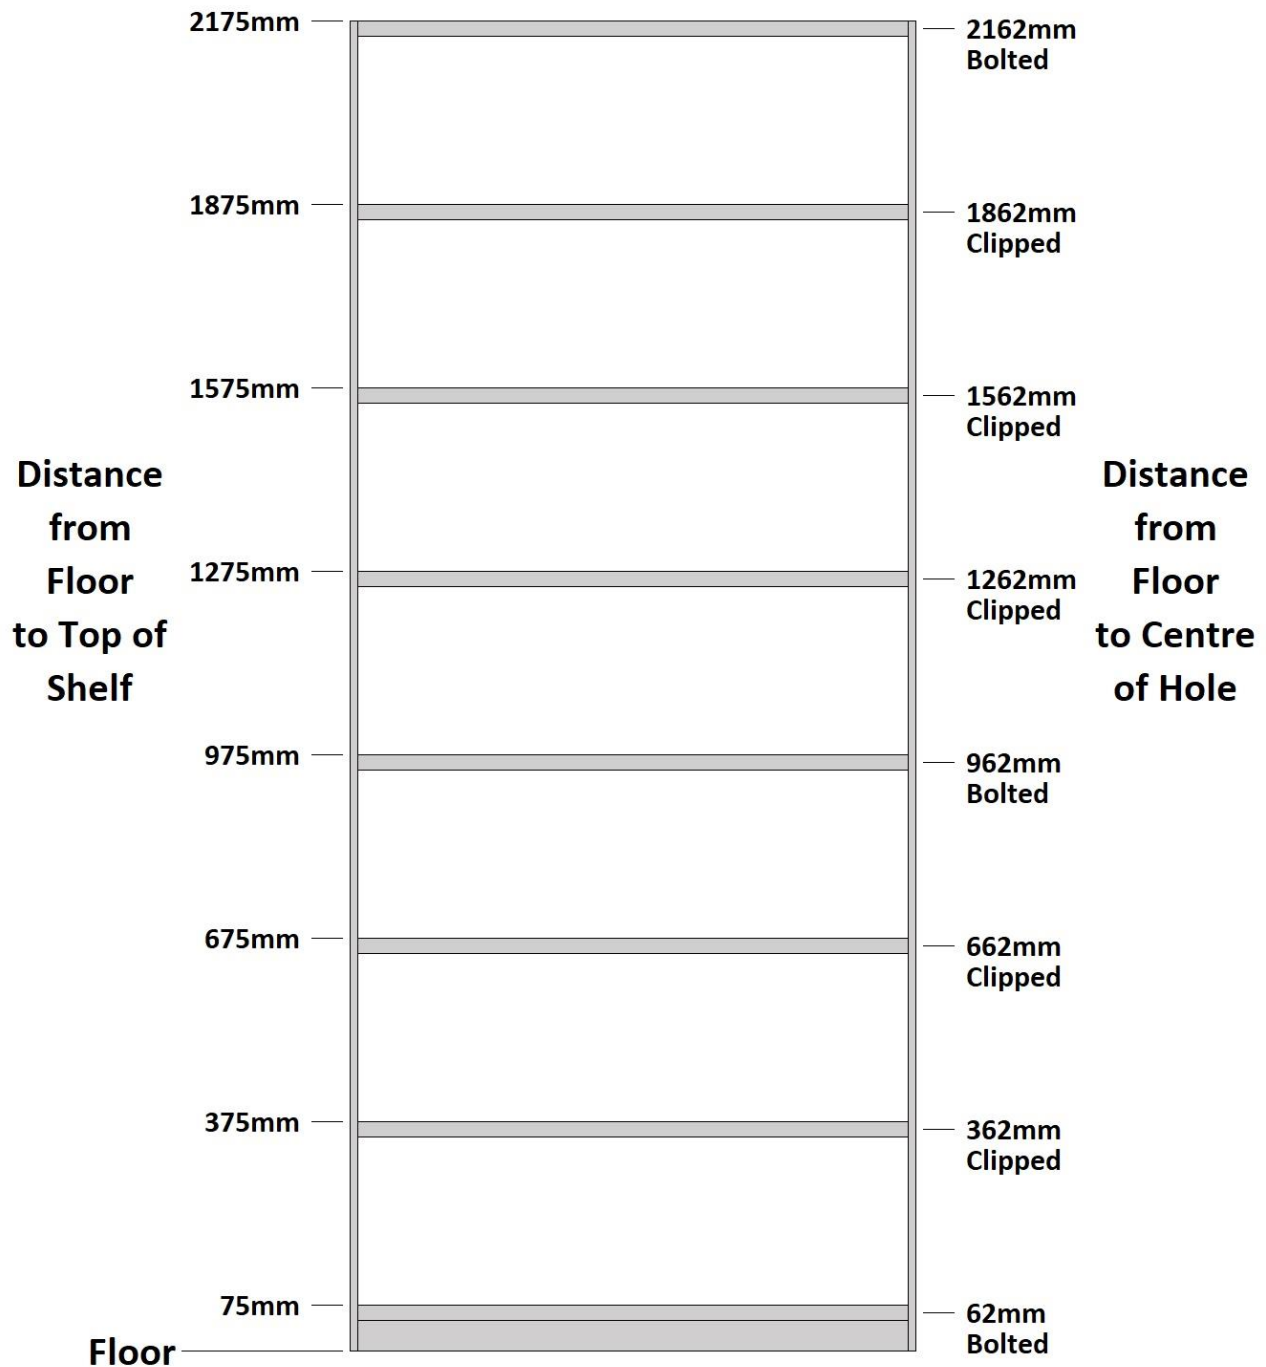 2175mm
2162mm
Bolted
1875mm
1862mm
Clipped
1575mm
1562mm
Clipped
Distance
from
Floor
to Top of
Shelf
Distance
from
Floor
to Centre
of Hole
1275mm
1262mm
Clipped
975mm
962mm
Bolted
675mm
662mm
Clipped
375mm
362mm
Clipped
75mm
62mm
Bolted
Floor